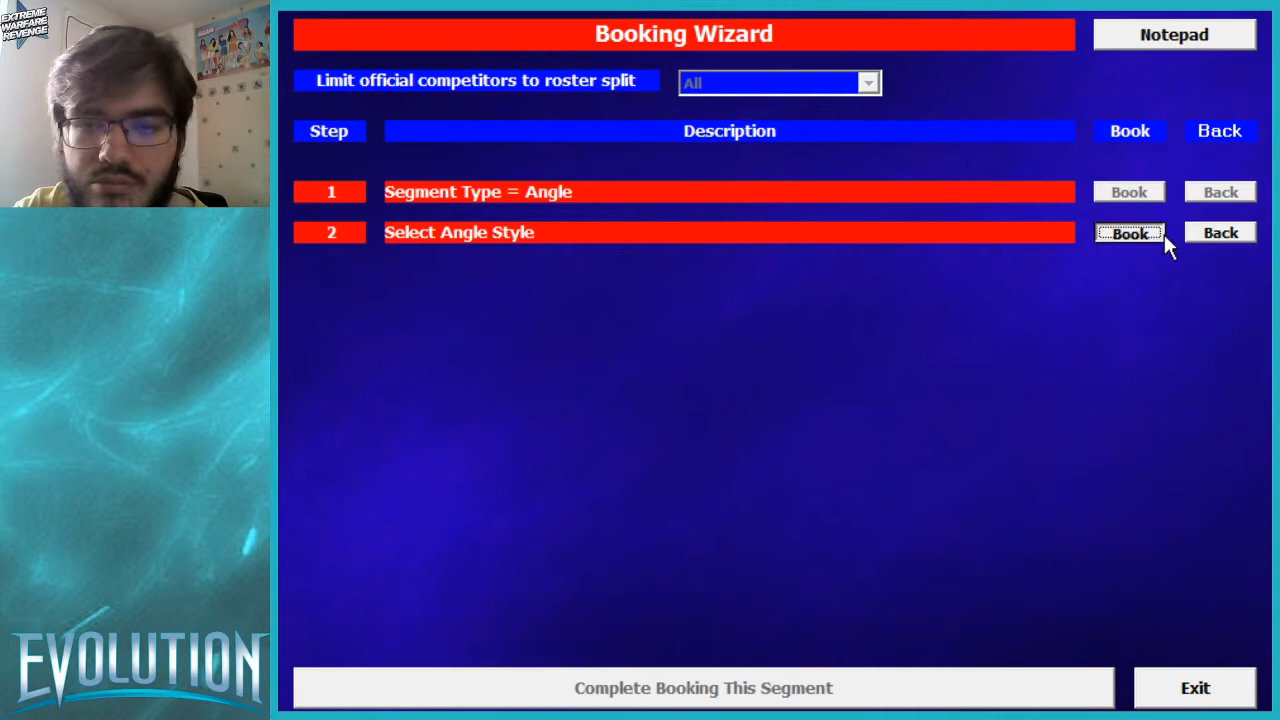 EXTREME
WARFARE
REVENGE
Booking Wizard
Notepad
Limit official competitors to roster split
All
Step
Description
Book
Back
1
Segment Type = Angle
Book
Back
2
Select Angle Style
Book
Back
Complete Booking This Segment
Exit
EVOLUTION